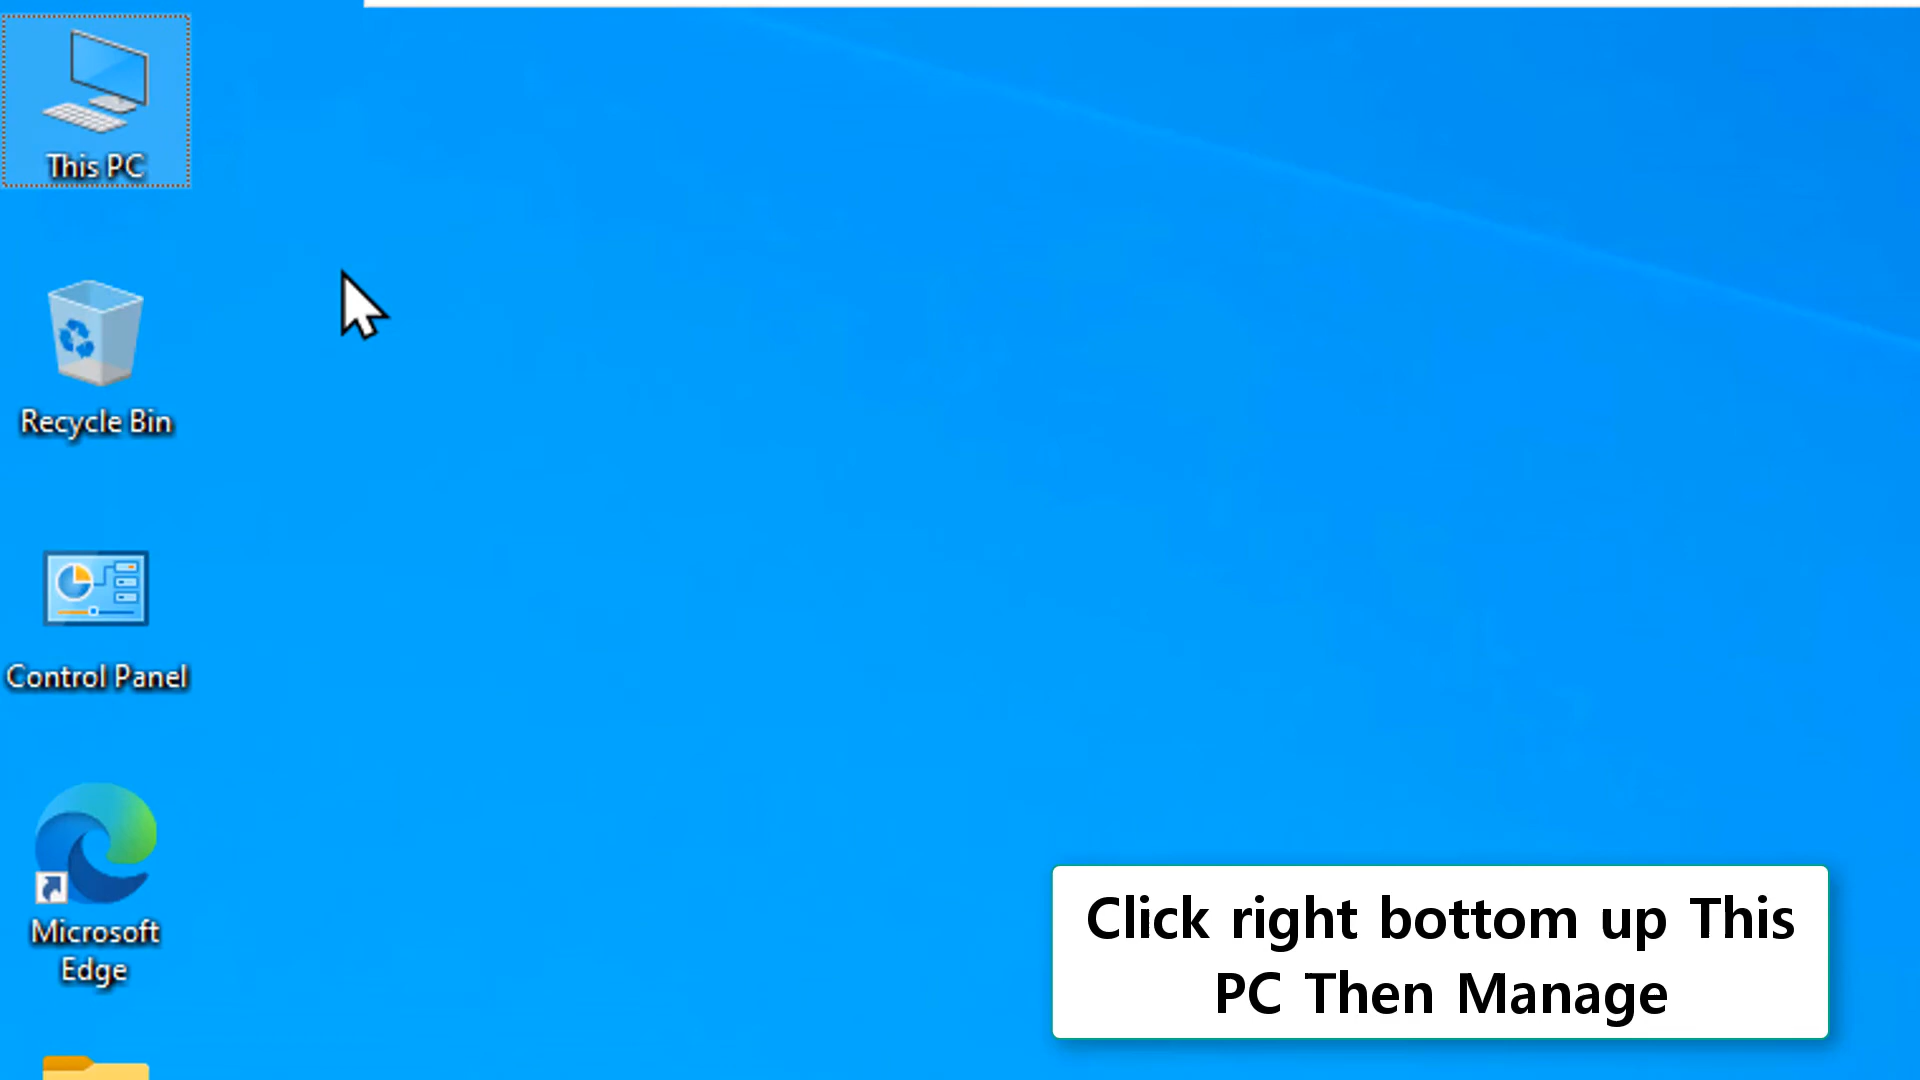 This PC
Recycle Bin
Control Panel
Microsoft
Edge
Click right bottom up This
PC Then Manage